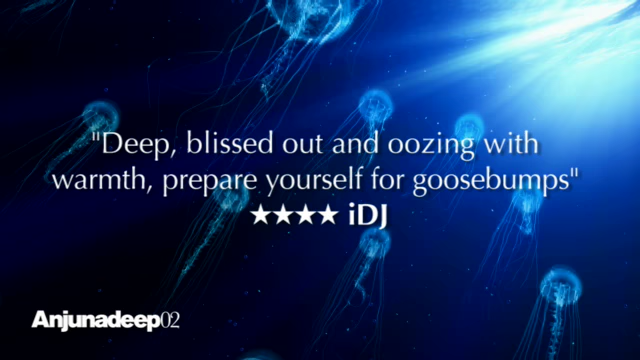 "Deep, blissed out and oozing with
warmth, prepare yourself for goosebumps"
★★★★ iDJ
Anjunadeep02